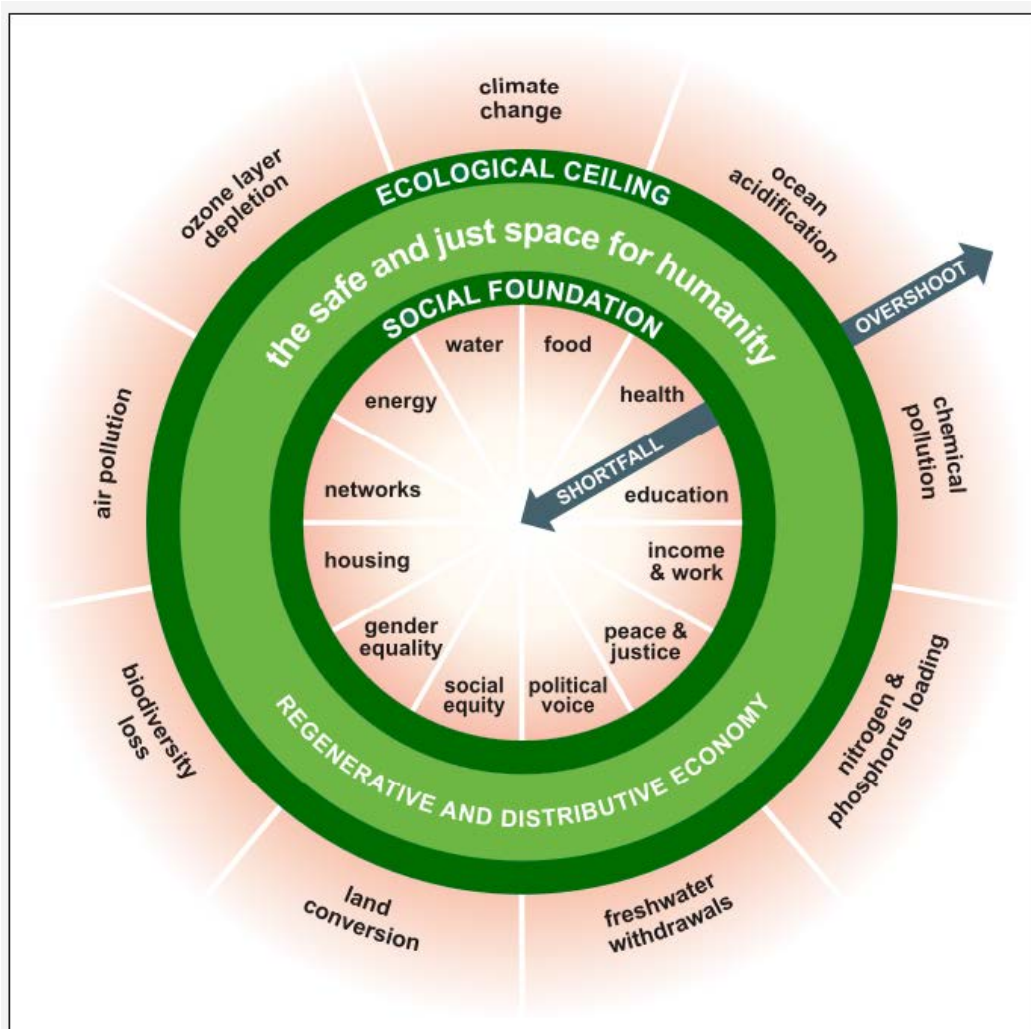 climate
change
ocean
acidification
OVERSHOOT
chemical
pollution
nitrogen &
phosphorus loading
freshwater
withdrawals
land
conversion
biodiversity
loss
air pollution
ozone layer
depletion
ECOLOGICAL CEILING
the safe and just space for humanity
SOCIAL FOUNDATION
water
food
health
SHORTFALL
education
income
& work
peace &
justice
political
voice
social
equity
gender
equality
housing
networks
energy
REGENERATIVE AND DISTRIBUTIVE ECONOMY